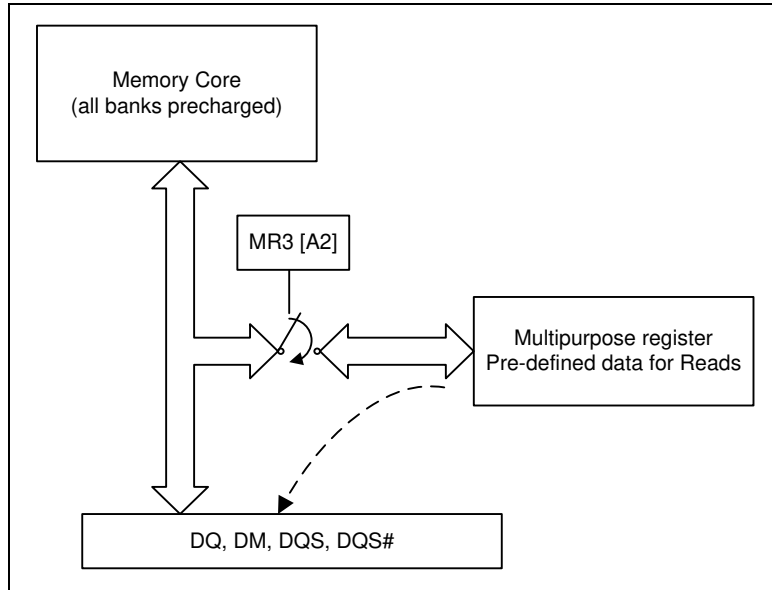 Memory Core
(all banks precharged)
MR3 [A2]
Multipurpose register
Pre-defined data for Reads
DQ, DM, DQS, DQS#